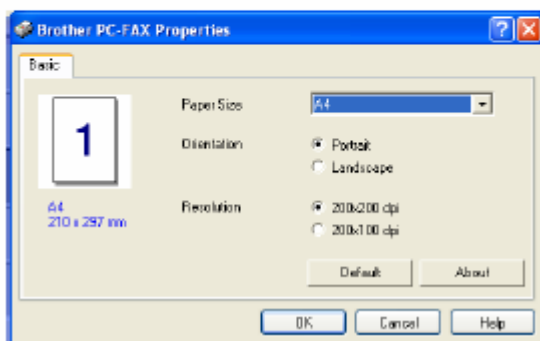 Brother PC-FAX Properties
Basic
1
A4
210 x 297 mm
Paper Size
A4
Orientation
Portrait
Landscape
Resolution
200x200 dpi
200x100 dpi
Default
About
OK
Cancel
Help